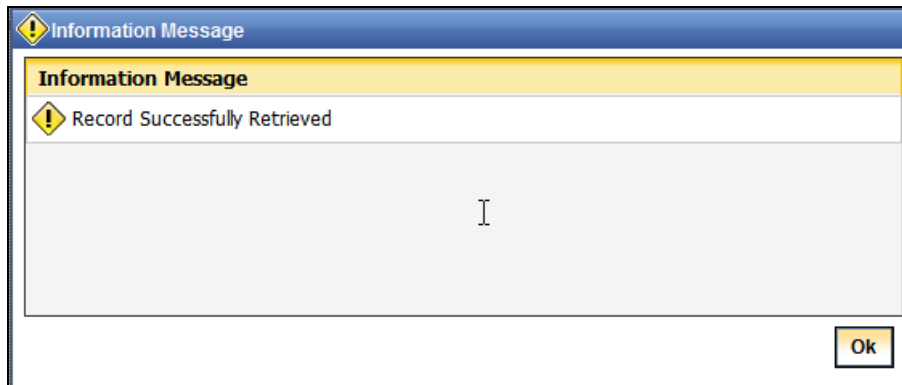 Information Message
Information Message
Record Successfully Retrieved
Ok